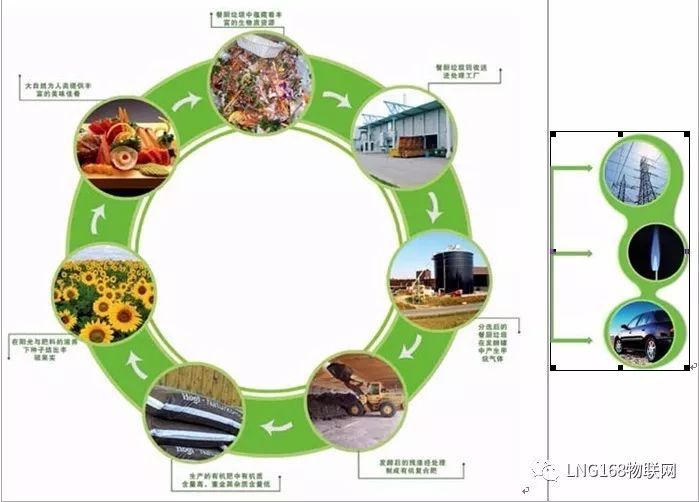 餐厨垃圾中蕴藏着丰
富的生物质资源
餐厨垃圾回收运
进处理工厂
大自然为人类提供丰
富的美味佳肴
分选后的
餐厨垃圾
在发酵罐
中产生甲
烷气体
在阳光与肥料的滋养
下种子结出丰
硕果实
发酵后的残渣经处理
制成有机复合肥
生产的有机肥中有机质
含量高、重金属杂质含量低
LNG168物联网